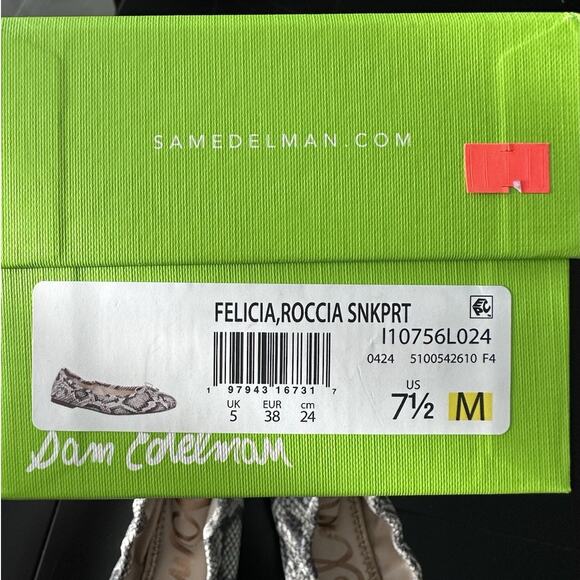 SAMEDELMAN.COM
FELICIA,ROCCIA SNKPRT
I10756L024
0424 5100542610 F4
1 97943 16731 7
UK EUR cm US
5 38 24 7½ M
Sam Edelman